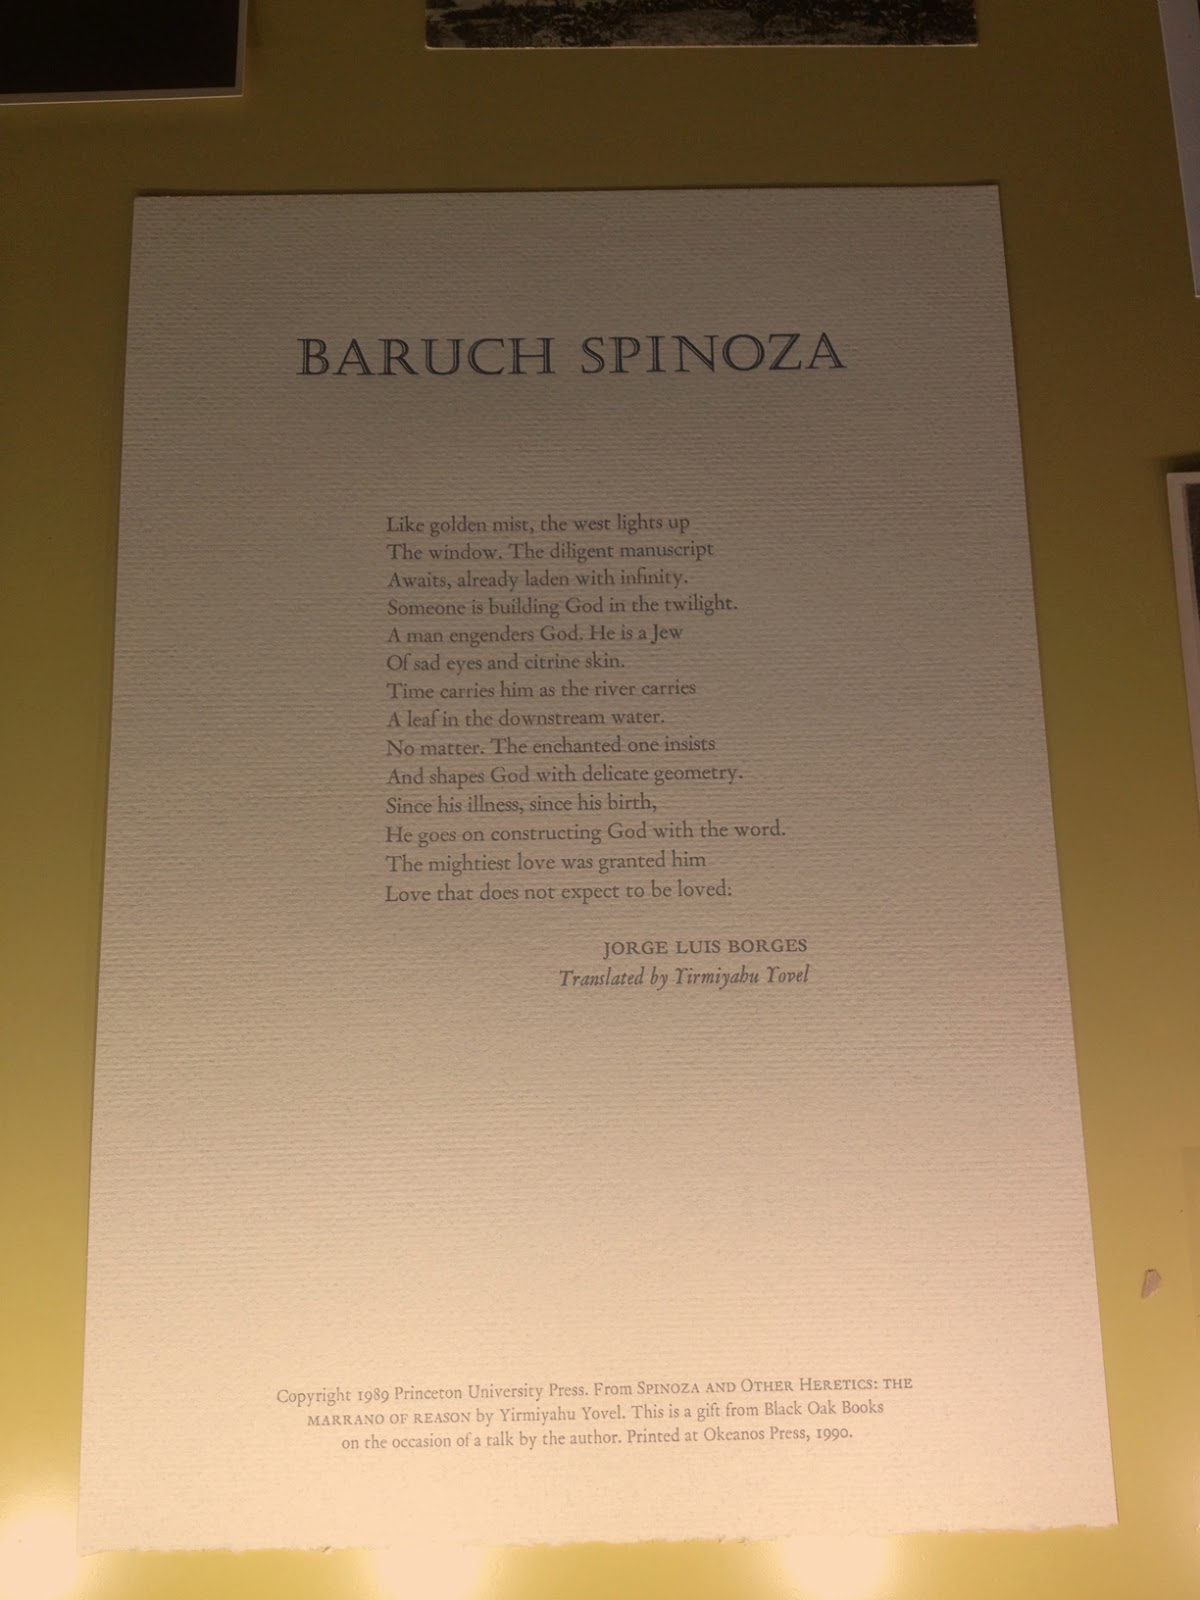 BARUCH SPINOZA
Like golden mist, the west lights up
The window. The diligent manuscript
Awaits, already laden with infinity.
Someone is building God in the twilight.
A man engenders God. He is a Jew
Of sad eyes and citrine skin.
Time carries him as the river carries
A leaf in the downstream water.
No matter. The enchanted one insists
And shapes God with delicate geometry.
Since his illness, since his birth,
He goes on constructing God with the word.
The mightiest love was granted him
Love that does not expect to be loved:
JORGE LUIS BORGES
Translated by Yirmiyahu Yovel
Copyright 1989 Princeton University Press. From SPINOZA AND OTHER HERETICS: THE
MARRANO OF REASON by Yirmiyahu Yovel. This is a gift from Black Oak Books
on the occasion of a talk by the author. Printed at Okeanos Press, 1990.